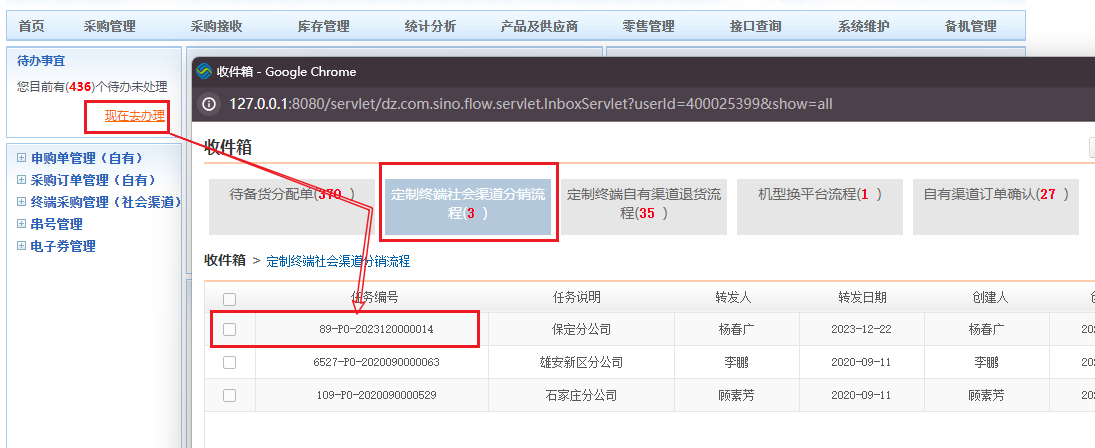 首页 采购管理 采购接收 库存管理 统计分析 产品及供应商 零售管理 接口查询 系统维护 备机管理
待办事宜
您目前有(436)个待办未处理
现在去办理
申购单管理（自有）
采购订单管理（自有）
终端采购管理（社会渠道）
串号管理
电子券管理
收件箱 - Google Chrome
127.0.0.1:8080/servlet/dz.com.sino.flow.servlet.InboxServlet?userId=400025399&show=all
收件箱
待备货分配单(370 )
定制终端社会渠道分销流
程(3 )
定制终端自有渠道退货流
程(35 )
机型换平台流程(1 )
自有渠道订单确认(27 )
收件箱 > 定制终端社会渠道分销流程
任务编号 任务说明 转发人 转发日期 创建人
89-PO-2023120000014 保定分公司 杨春广 2023-12-22 杨春广 202
6527-PO-2020090000063 雄安新区分公司 李鹏 2020-09-11 李鹏 202
109-PO-2020090000529 石家庄分公司 顾素芳 2020-09-11 顾素芳 202